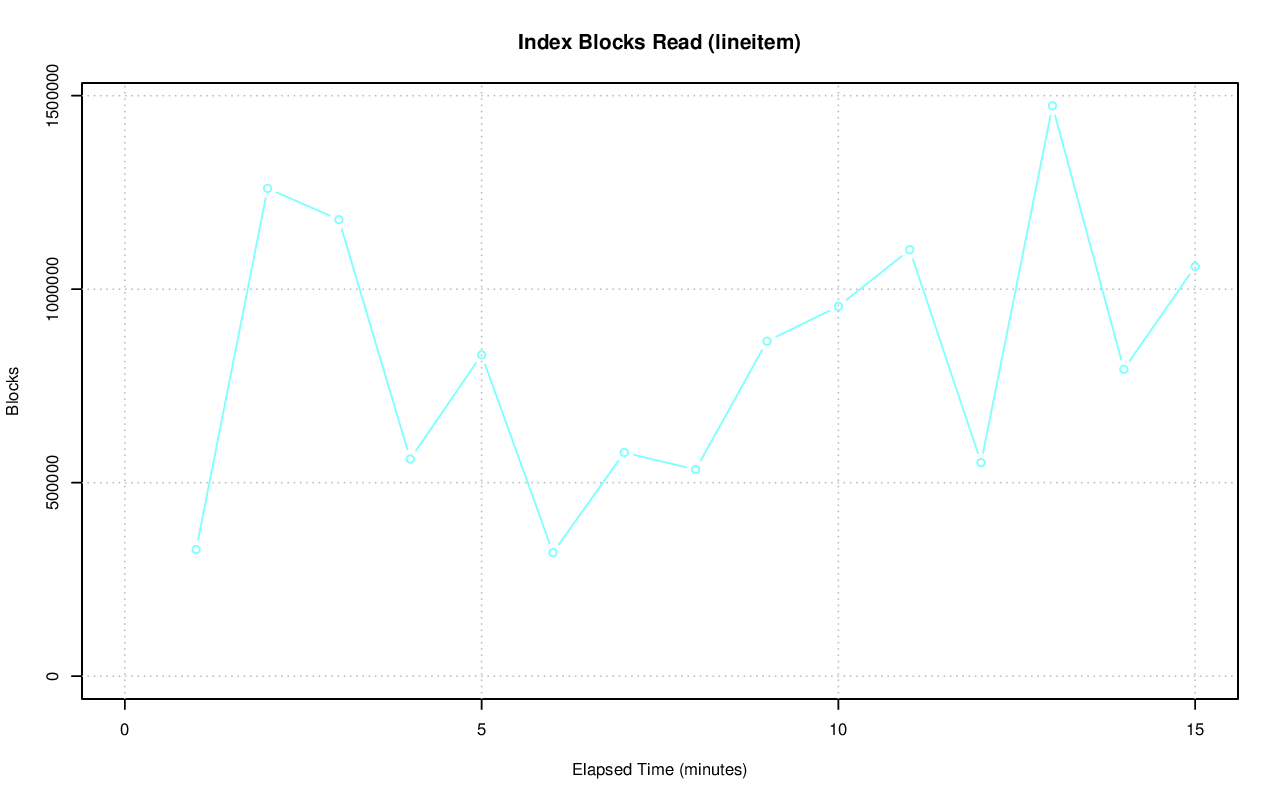 Index Blocks Read (lineitem)
1500000
1000000
500000
0
Blocks
0 5 10 15
Elapsed Time (minutes)